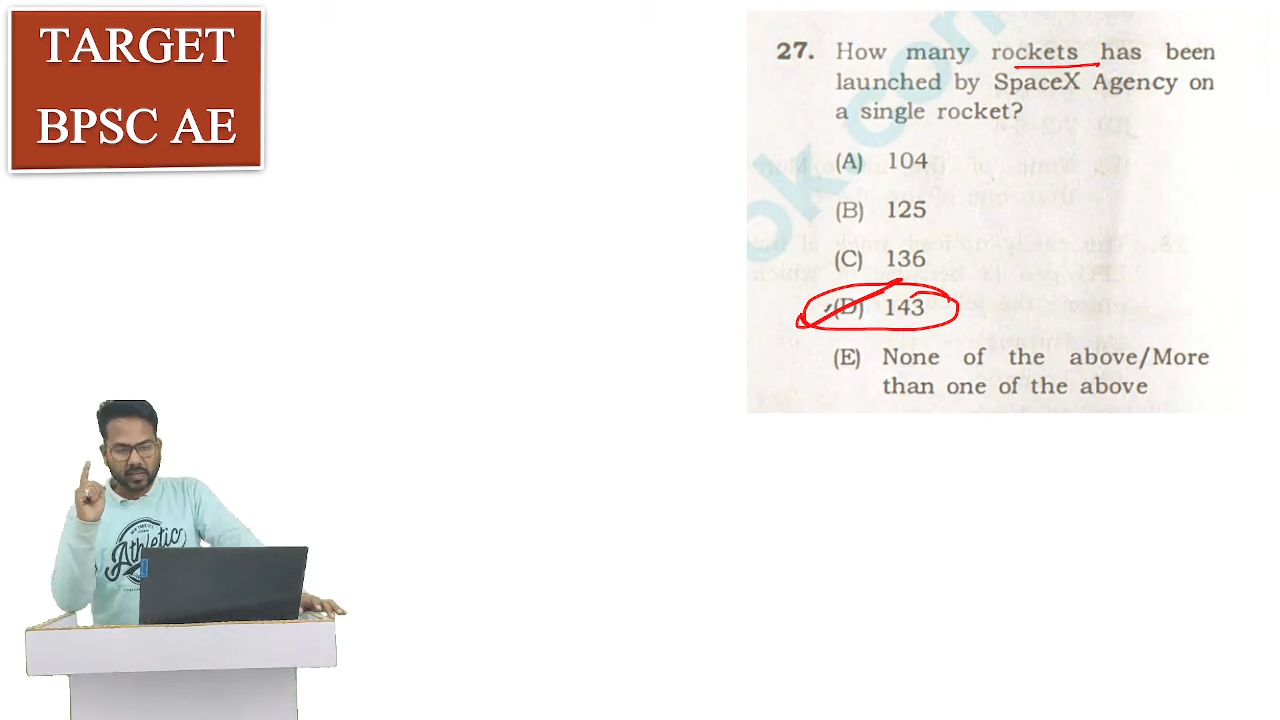 TARGET
BPSC AE
27. How many rockets has been
launched by SpaceX Agency on
a single rocket?
(A) 104
(B) 125
(C) 136
(D) 143
(E) None of the above/More
than one of the above
Athletic